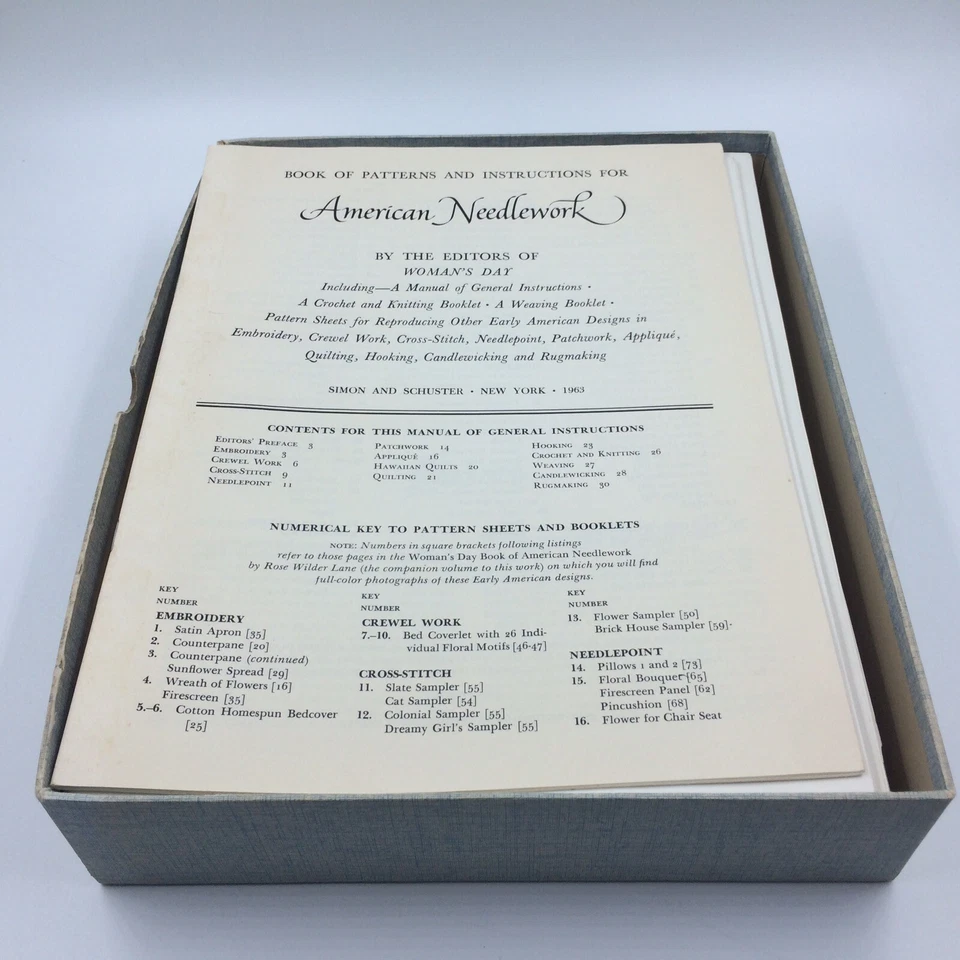 BOOK OF PATTERNS AND INSTRUCTIONS FOR
American Needlework
BY THE EDITORS OF
WOMAN'S DAY
Including—A Manual of General Instructions •
A Crochet and Knitting Booklet • A Weaving Booklet •
Pattern Sheets for Reproducing Other Early American Designs in
Embroidery, Crewel Work, Cross-Stitch, Needlepoint, Patchwork, Appliqué,
Quilting, Hooking, Candlewicking and Rugmaking
SIMON AND SCHUSTER • NEW YORK • 1963
CONTENTS FOR THIS MANUAL OF GENERAL INSTRUCTIONS
EDITORS' PREFACE 3
EMBROIDERY 3
CREWEL WORK 6
CROSS-STITCH 9
NEEDLEPOINT 11
PATCHWORK 14
APPLIQUÉ 16
HAWAIIAN QUILTS 20
QUILTING 21
HOOKING 23
CROCHET AND KNITTING 26
WEAVING 27
CANDLEWICKING 28
RUGMAKING 30
NUMERICAL KEY TO PATTERN SHEETS AND BOOKLETS
NOTE: Numbers in square brackets following listings
refer to those pages in the Woman's Day Book of American Needlework
by Rose Wilder Lane (the companion volume to this work) on which you will find
full-color photographs of these Early American designs.
KEY
NUMBER
EMBROIDERY
1. Satin Apron [35]
2. Counterpane [20]
3. Counterpane (continued)
Sunflower Spread [29]
4. Wreath of Flowers [16]
Firescreen [35]
5.–6. Cotton Homespun Bedcover
[25]
KEY
NUMBER
CREWEL WORK
7.–10. Bed Coverlet with 26 Indi-
vidual Floral Motifs [46-47]
CROSS-STITCH
11. Slate Sampler [55]
Cat Sampler [54]
12. Colonial Sampler [55]
Dreamy Girl's Sampler [55]
KEY
NUMBER
13. Flower Sampler [50]
Brick House Sampler [59]
NEEDLEPOINT
14. Pillows 1 and 2 [73]
15. Floral Bouquet [65]
Firescreen Panel [62]
Pincushion [68]
16. Flower for Chair Seat